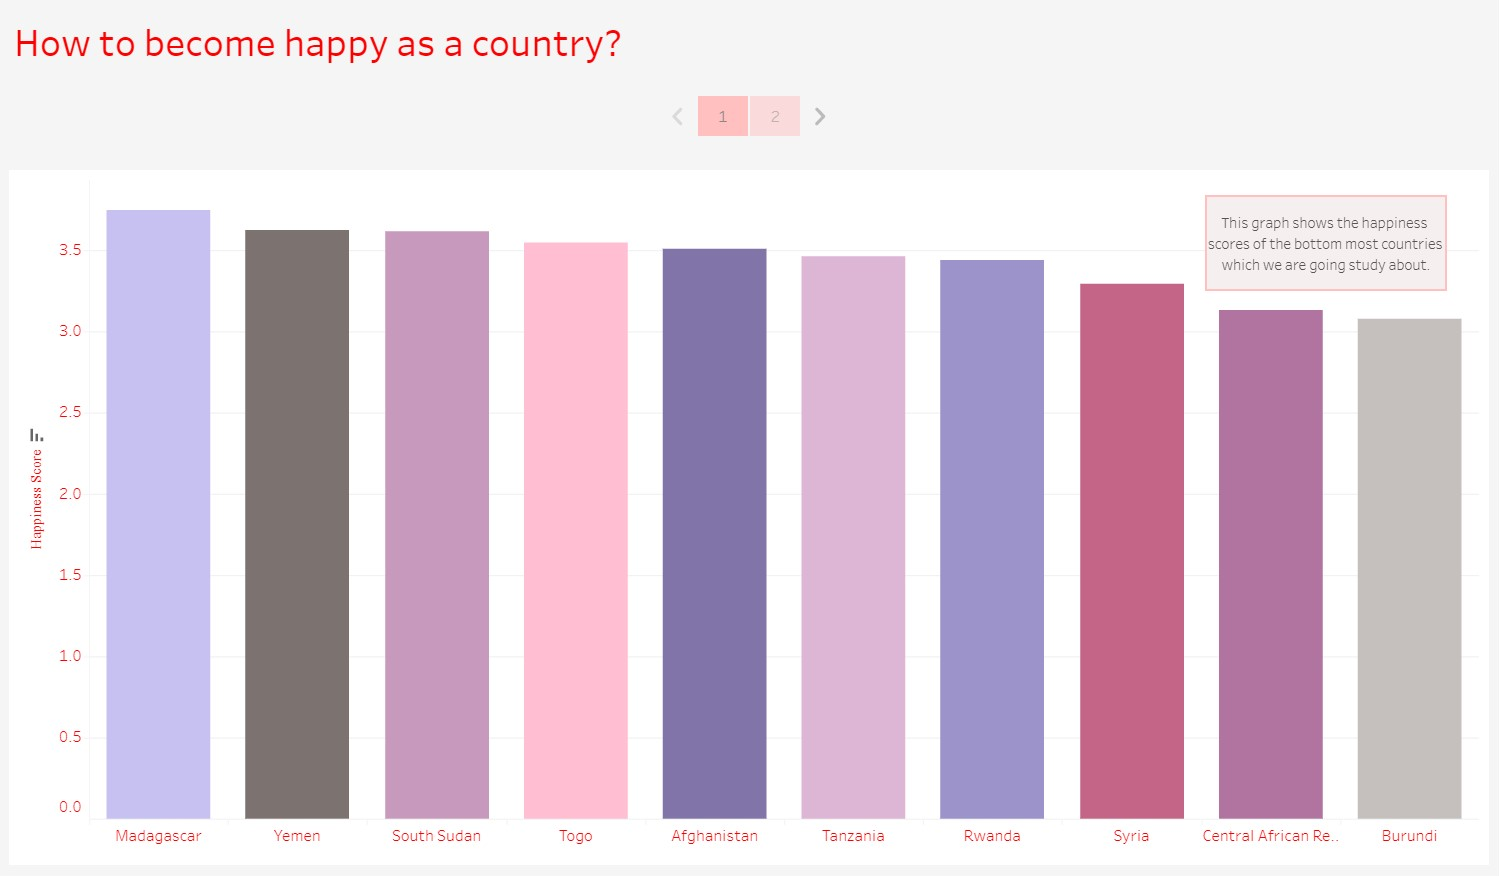 How to become happy as a country?
1 2
This graph shows the happiness
scores of the bottom most countries
which we are going study about.
Happiness Score
3.5
3.0
2.5
2.0
1.5
1.0
0.5
0.0
Madagascar Yemen South Sudan Togo Afghanistan Tanzania Rwanda Syria Central African Re.. Burundi